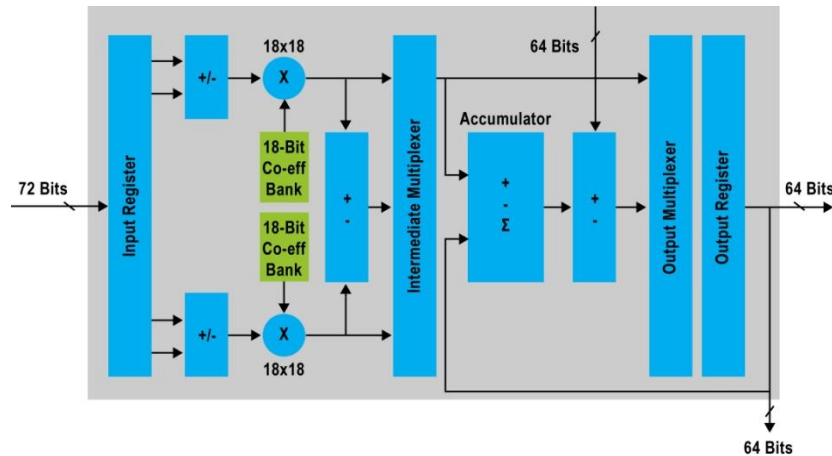 64 Bits
18x18
+/-
X
Accumulator
18-Bit
Co-eff
Bank
72 Bits
Input Register
+
-
Intermediate Multiplexer
+
-
Σ
+
-
Output Multiplexer
Output Register
64 Bits
18-Bit
Co-eff
Bank
+/-
X
18x18
64 Bits